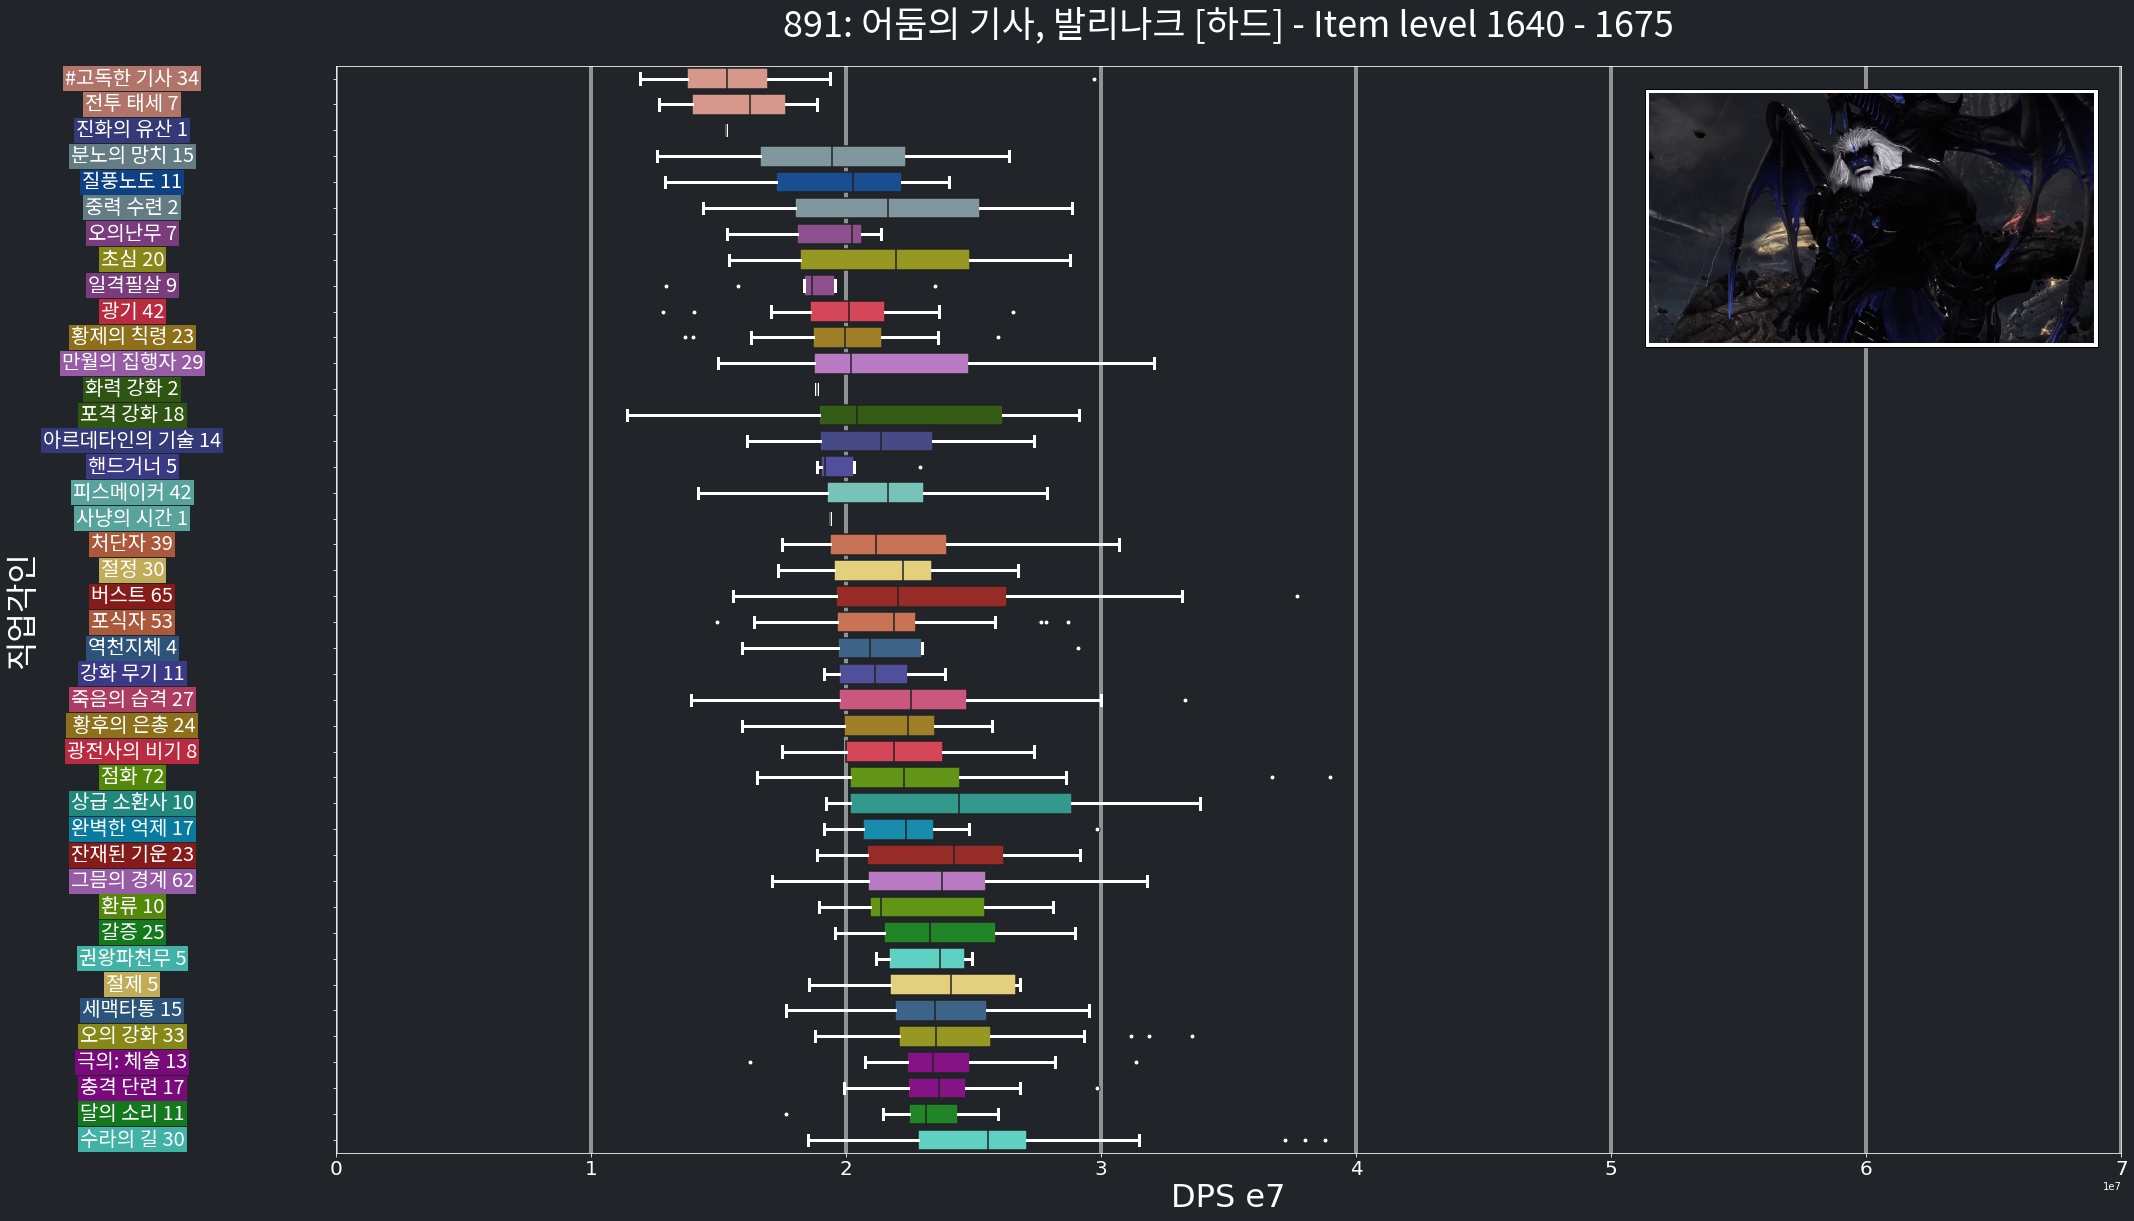 891: 어둠의 기사, 발리나크 [하드] - Item level 1640 - 1675
#고독한 기사 34
전투 태세 7
진화의 유산 1
분노의 망치 15
질풍노도 11
중력 수련 2
오의난무 7
초심 20
일격필살 9
광기 42
황제의 칙령 23
만월의 집행자 29
화력 강화 2
포격 강화 18
아르데타인의 기술 14
핸드거너 5
피스메이커 42
사냥의 시간 1
처단자 39
절정 30
버스트 65
포식자 53
역천지체 4
강화 무기 11
죽음의 습격 27
황후의 은총 24
광전사의 비기 8
점화 72
상급 소환사 10
완벽한 억제 17
잔재된 기운 23
그믐의 경계 62
환류 10
갈증 25
권왕파천무 5
절제 5
세맥타통 15
오의 강화 33
극의: 체술 13
충격 단련 17
달의 소리 11
수라의 길 30
직업각인
0 1 2 3 4 5 6 7
DPS e7
1e7